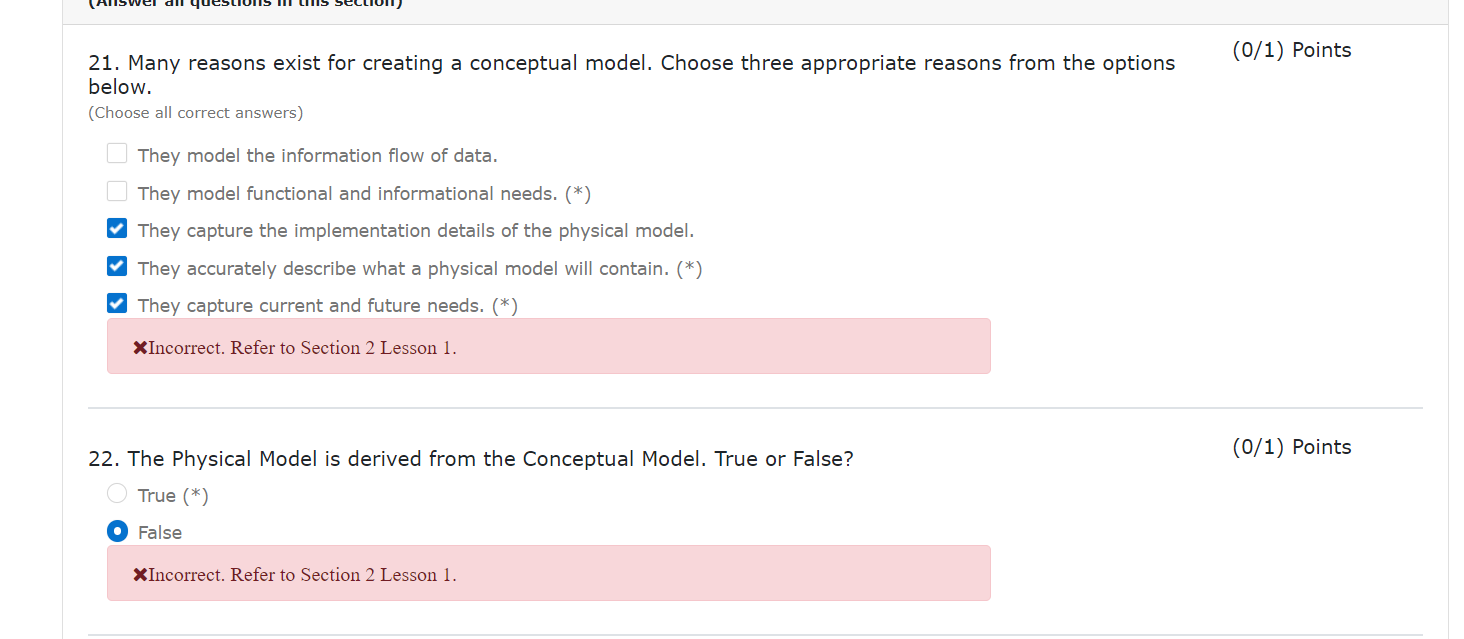 (Answer all questions in this section)
(0/1) Points
21. Many reasons exist for creating a conceptual model. Choose three appropriate reasons from the options
below.
(Choose all correct answers)
They model the information flow of data.
They model functional and informational needs. (*)
They capture the implementation details of the physical model.
They accurately describe what a physical model will contain. (*)
They capture current and future needs. (*)
✖Incorrect. Refer to Section 2 Lesson 1.
(0/1) Points
22. The Physical Model is derived from the Conceptual Model. True or False?
True (*)
False
✖Incorrect. Refer to Section 2 Lesson 1.